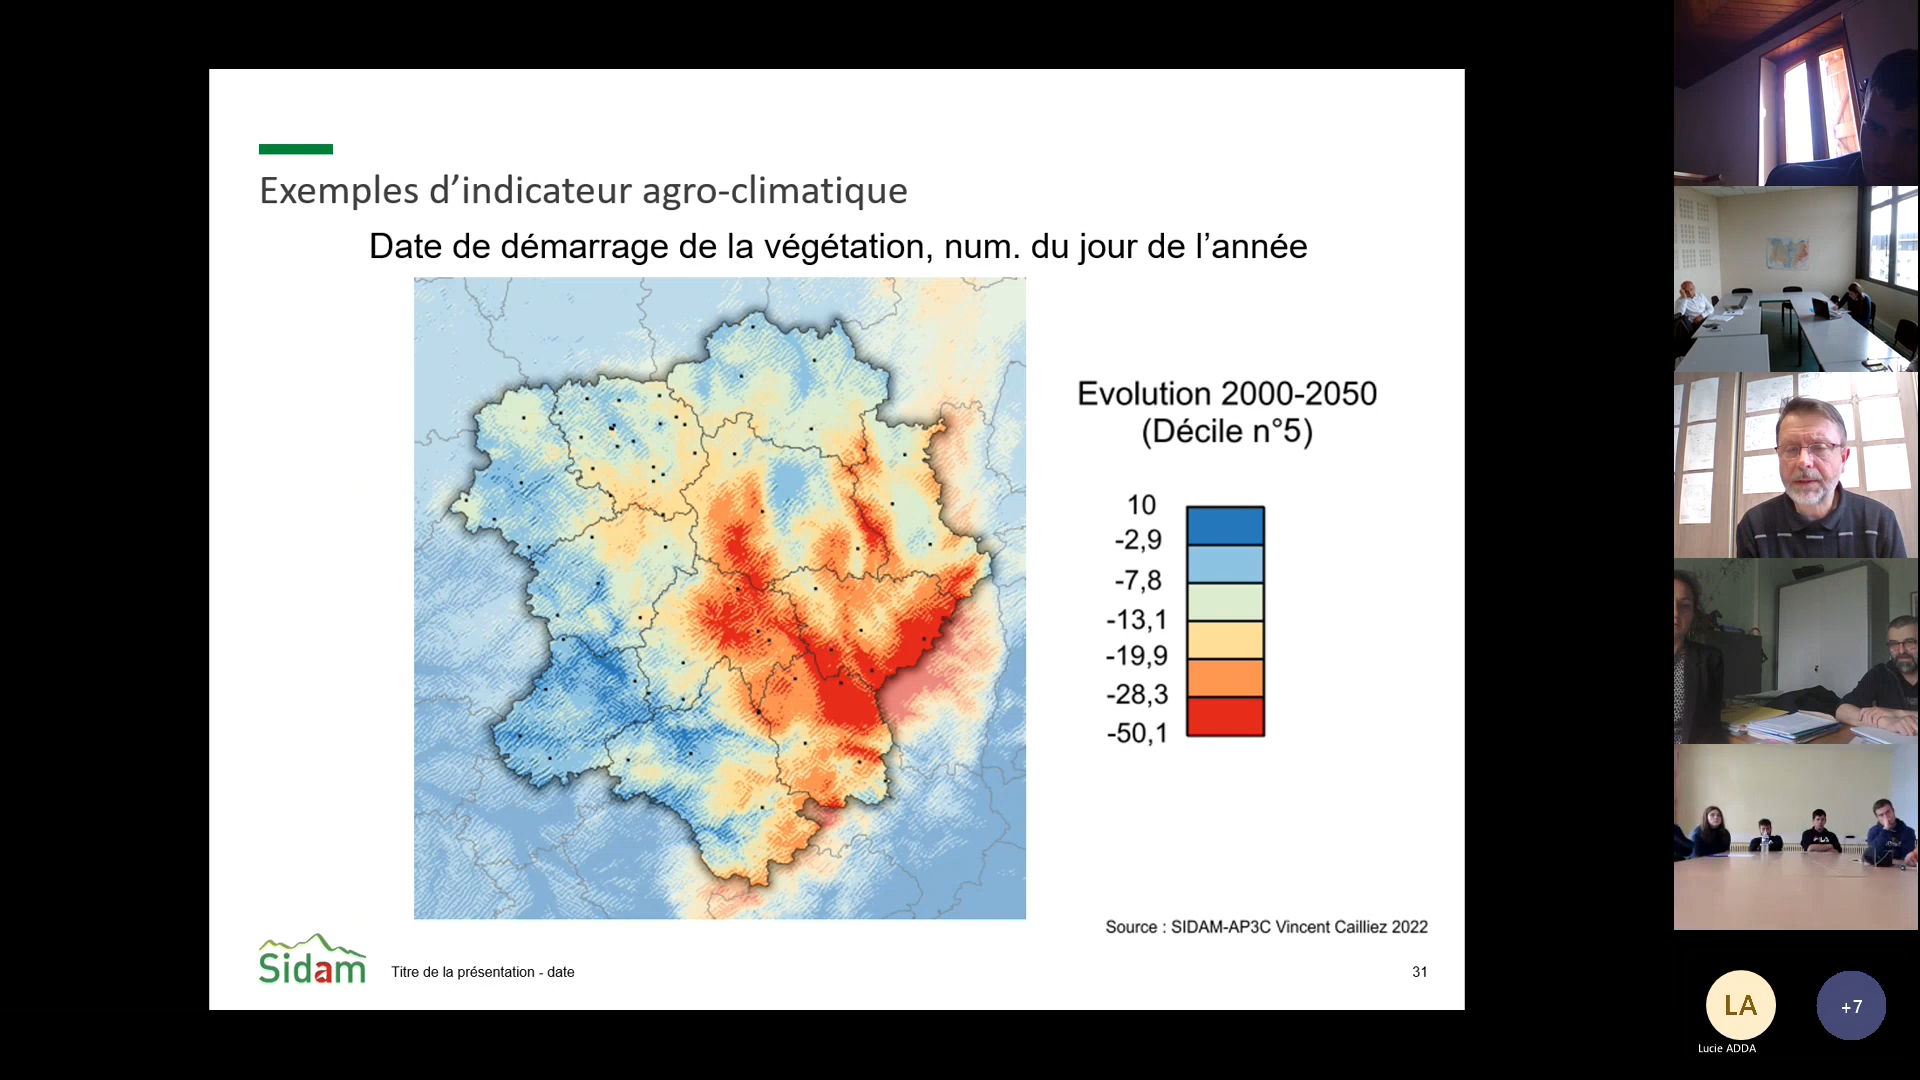 Exemples d’indicateur agro-climatique
Date de démarrage de la végétation, num. du jour de l’année
Evolution 2000-2050
(Décile n°5)
10
-2,9
-7,8
-13,1
-19,9
-28,3
-50,1
Source : SIDAM-AP3C Vincent Cailliez 2022
Sidam
Titre de la présentation - date
31
FILA
LA
+7
Lucie ADDA